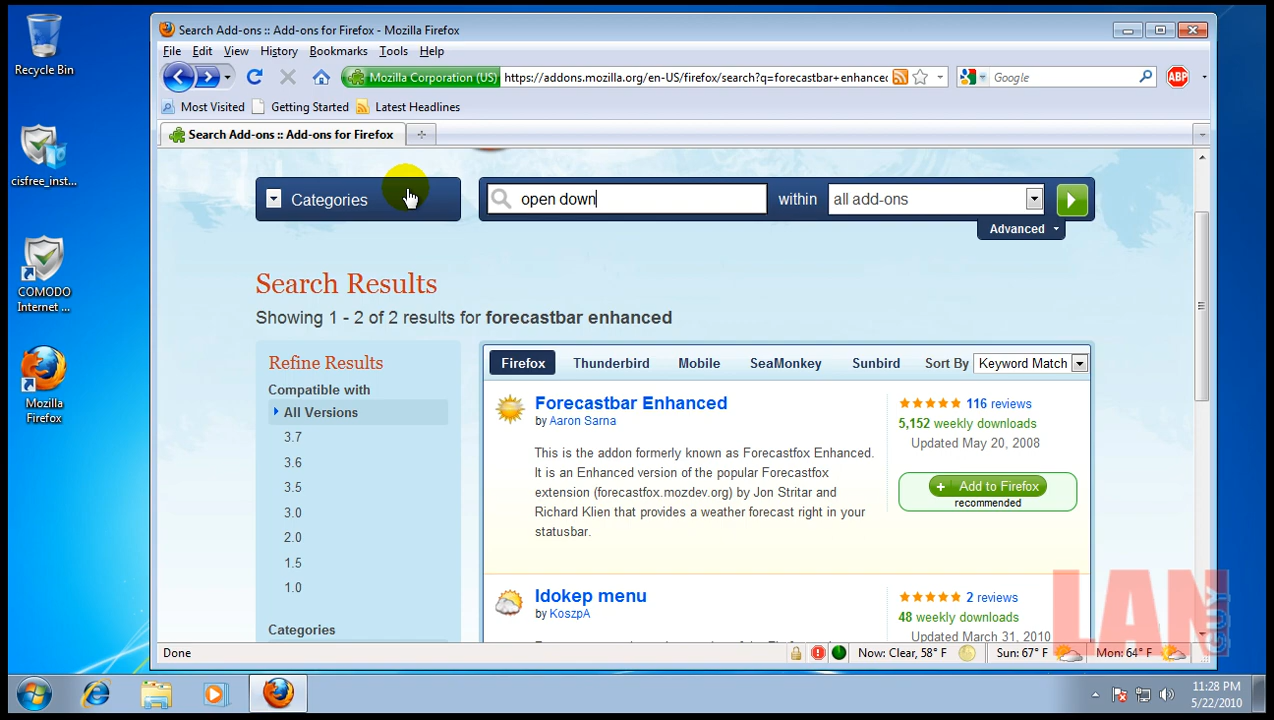 Recycle Bin
cisfree_inst...
COMODO
Internet ...
Mozilla
Firefox
Search Add-ons :: Add-ons for Firefox - Mozilla Firefox
File Edit View History Bookmarks Tools Help
Mozilla Corporation (US) https://addons.mozilla.org/en-US/firefox/search?q=forecastbar+enhanced Google ABP
Most Visited Getting Started Latest Headlines
Search Add-ons :: Add-ons for Firefox
Categories open down within all add-ons
Advanced
Search Results
Showing 1 - 2 of 2 results for forecastbar enhanced
Refine Results
Compatible with
All Versions
3.7
3.6
3.5
3.0
2.0
1.5
1.0
Categories
Firefox Thunderbird Mobile SeaMonkey Sunbird Sort By Keyword Match
Forecastbar Enhanced
by Aaron Sarna
This is the addon formerly known as Forecastfox Enhanced.
It is an Enhanced version of the popular Forecastfox
extension (forecastfox.mozdev.org) by Jon Stritar and
Richard Klien that provides a weather forecast right in your
statusbar.
116 reviews
5,152 weekly downloads
Updated May 20, 2008
+ Add to Firefox
recommended
Idokep menu
by KoszpA
2 reviews
48 weekly downloads
Updated March 31, 2010
Done Now: Clear, 58° F Sun: 67° F Mon: 64° F
LAN
GUY
11:28 PM
5/22/2010